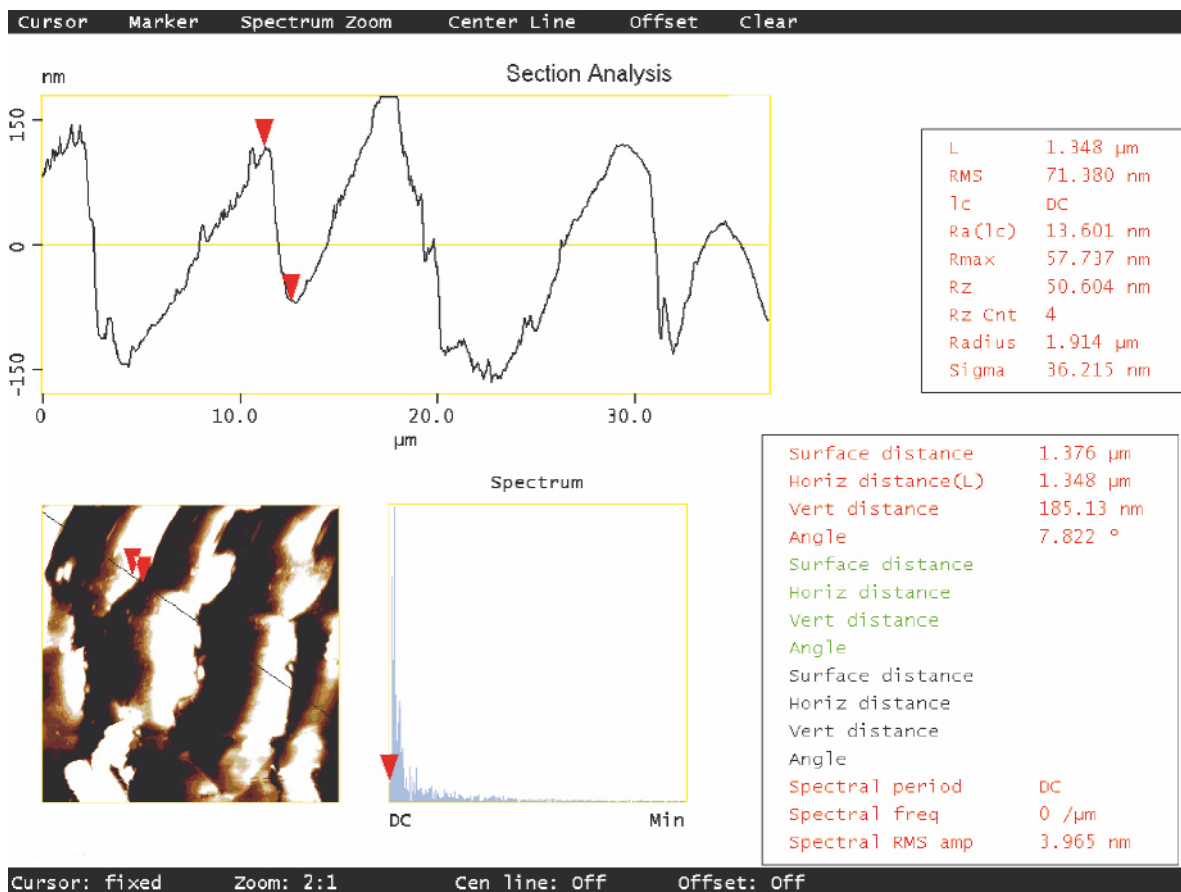 Cursor Marker Spectrum Zoom Center Line Offset Clear
Section Analysis
nm
150
0
-150
0 10.0 20.0 30.0
µm
L 1.348 µm
RMS 71.380 nm
lc DC
Ra(lc) 13.601 nm
Rmax 57.737 nm
Rz 50.604 nm
Rz Cnt 4
Radius 1.914 µm
Sigma 36.215 nm
Spectrum
DC Min
Surface distance 1.376 µm
Horiz distance(L) 1.348 µm
Vert distance 185.13 nm
Angle 7.822 °
Surface distance
Horiz distance
Vert distance
Angle
Surface distance
Horiz distance
Vert distance
Angle
Spectral period DC
Spectral freq 0 /µm
Spectral RMS amp 3.965 nm
Cursor: fixed Zoom: 2:1 Cen line: Off Offset: Off